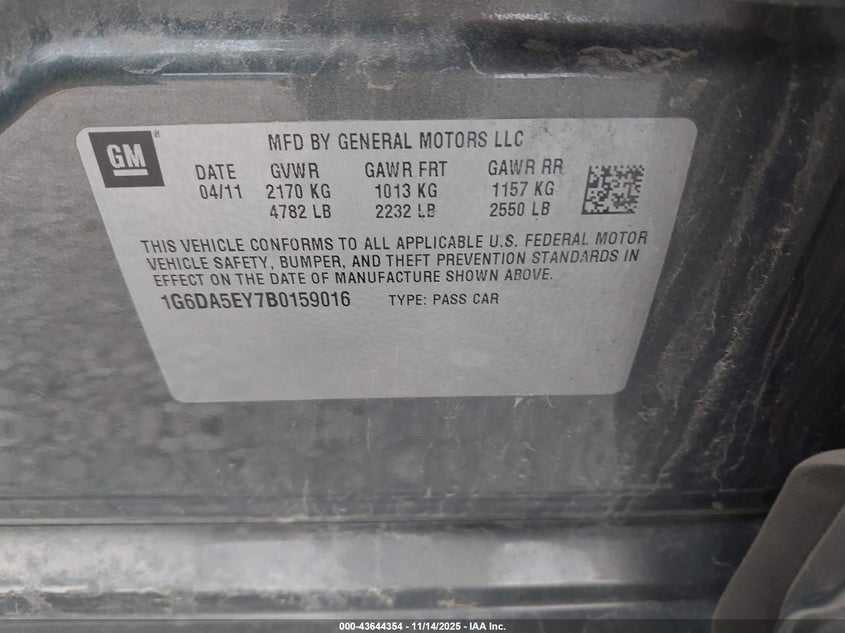 GM
®
MFD BY GENERAL MOTORS LLC
DATE GVWR GAWR FRT GAWR RR
04/11 2170 KG 1013 KG 1157 KG
4782 LB 2232 LB 2550 LB
THIS VEHICLE CONFORMS TO ALL APPLICABLE U.S. FEDERAL MOTOR
VEHICLE SAFETY, BUMPER, AND THEFT PREVENTION STANDARDS IN
EFFECT ON THE DATE OF MANUFACTURE SHOWN ABOVE.
1G6DA5EY7B0159016 TYPE: PASS CAR
000-43644354 - 11/14/2025 - IAA Inc.